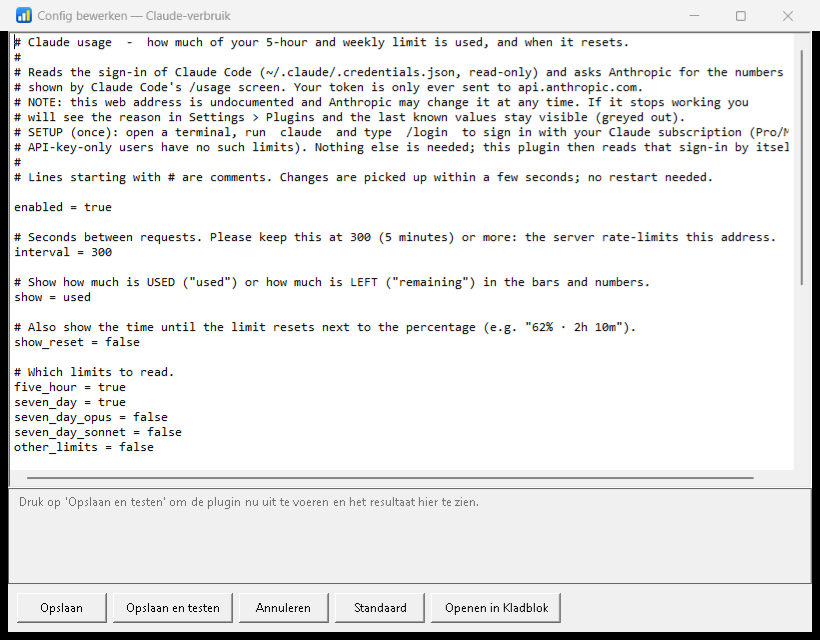 Config bewerken — Claude-verbruik
# Claude usage  -  how much of your 5-hour and weekly limit is used, and when it resets.
#
# Reads the sign-in of Claude Code (~/.claude/.credentials.json, read-only) and asks Anthropic for the numbers
# shown by Claude Code's /usage screen. Your token is only ever sent to api.anthropic.com.
# NOTE: this web address is undocumented and Anthropic may change it at any time. If it stops working you
# will see the reason in Settings > Plugins and the last known values stay visible (greyed out).
# SETUP (once): open a terminal, run  claude  and type  /login  to sign in with your Claude subscription (Pro/M
# API-key-only users have no such limits). Nothing else is needed; this plugin then reads that sign-in by itsel
#
# Lines starting with # are comments. Changes are picked up within a few seconds; no restart needed.
enabled = true
# Seconds between requests. Please keep this at 300 (5 minutes) or more: the server rate-limits this address.
interval = 300
# Show how much is USED ("used") or how much is LEFT ("remaining") in the bars and numbers.
show = used
# Also show the time until the limit resets next to the percentage (e.g. "62% · 2h 10m").
show_reset = false
# Which limits to read.
five_hour = true
seven_day = true
seven_day_opus = false
seven_day_sonnet = false
other_limits = false
Druk op 'Opslaan en testen' om de plugin nu uit te voeren en het resultaat hier te zien.
Opslaan
Opslaan en testen
Annuleren
Standaard
Openen in Kladblok